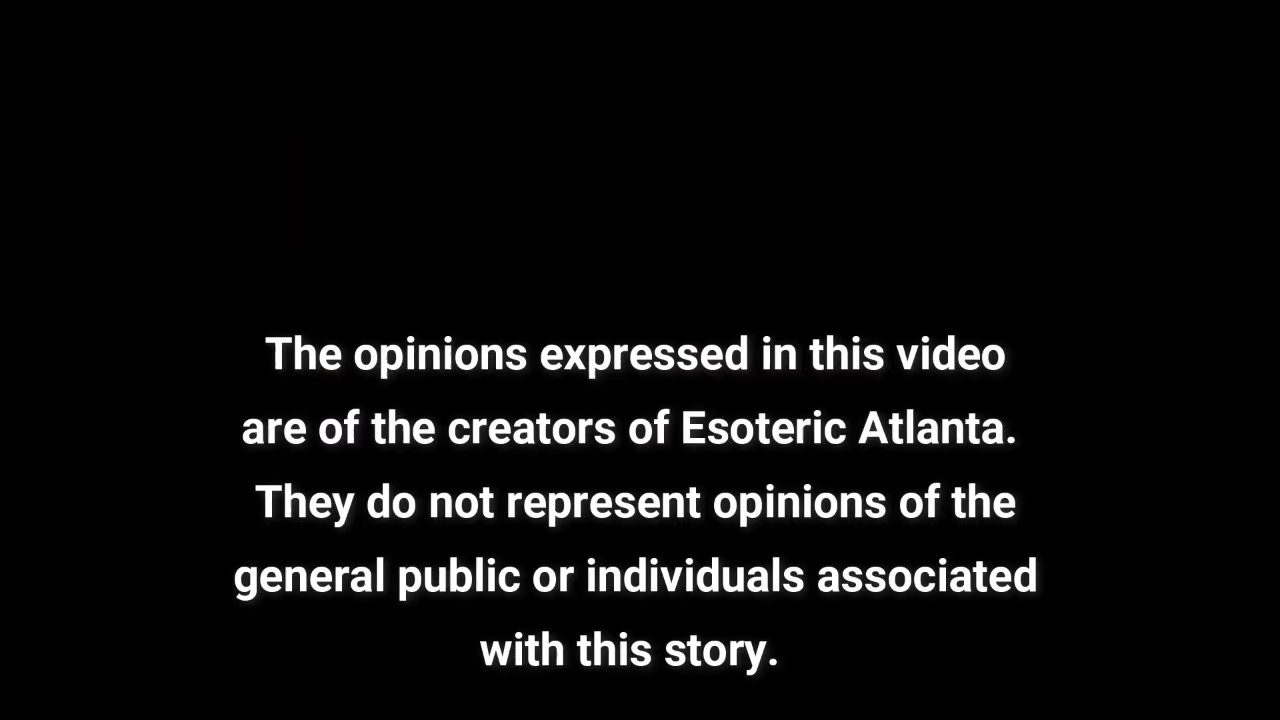 The opinions expressed in this video
are of the creators of Esoteric Atlanta.
They do not represent opinions of the
general public or individuals associated
with this story.